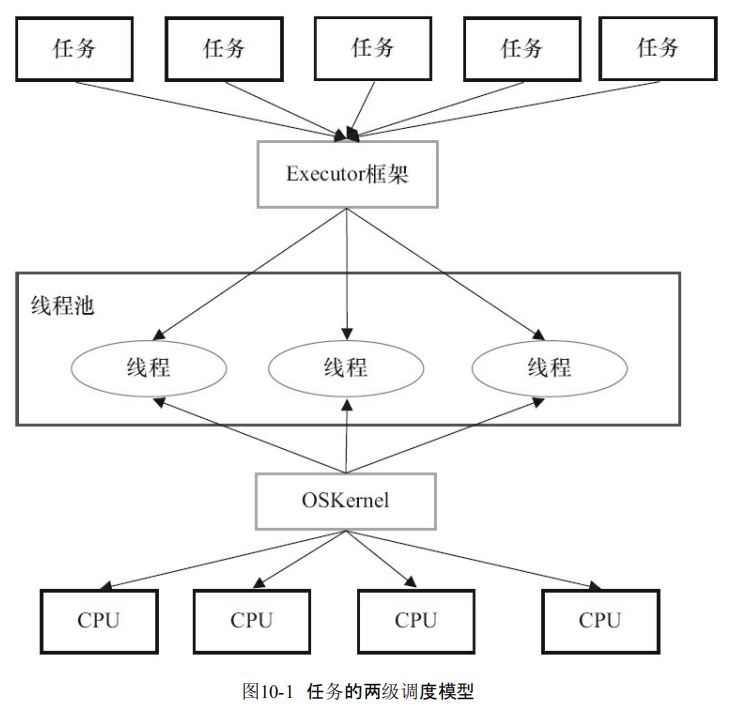 任务 任务 任务 任务 任务
Executor框架
线程池
线程 线程 线程
OSKernel
CPU CPU CPU CPU
图10-1 任务的两级调度模型